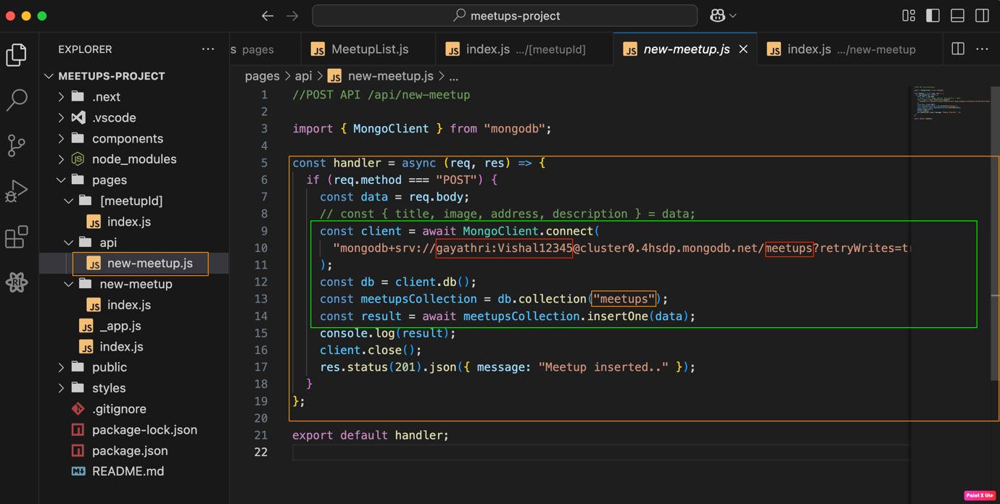 meetups-project
EXPLORER
MEETUPS-PROJECT
.next
.vscode
components
node_modules
pages
[meetupId]
index.js
api
new-meetup.js
new-meetup
index.js
_app.js
index.js
public
styles
.gitignore
package-lock.json
package.json
README.md
s pages
MeetupList.js
index.js .../[meetupId]
new-meetup.js
index.js .../new-meetup
pages > api > JS new-meetup.js > ...
1 //POST API /api/new-meetup
2
3 import { MongoClient } from "mongodb";
4
5 const handler = async (req, res) => {
6 if (req.method === "POST") {
7 const data = req.body;
8 // const { title, image, address, description } = data;
9 const client = await MongoClient.connect(
10 "mongodb+srv://gayathri:Vishal12345@cluster0.4hsdp.mongodb.net/meetups?retryWrites=tr
11 );
12 const db = client.db();
13 const meetupsCollection = db.collection("meetups");
14 const result = await meetupsCollection.insertOne(data);
15 console.log(result);
16 client.close();
17 res.status(201).json({ message: "Meetup inserted.." });
18 }
19 };
20
21 export default handler;
22
Paint X Lite